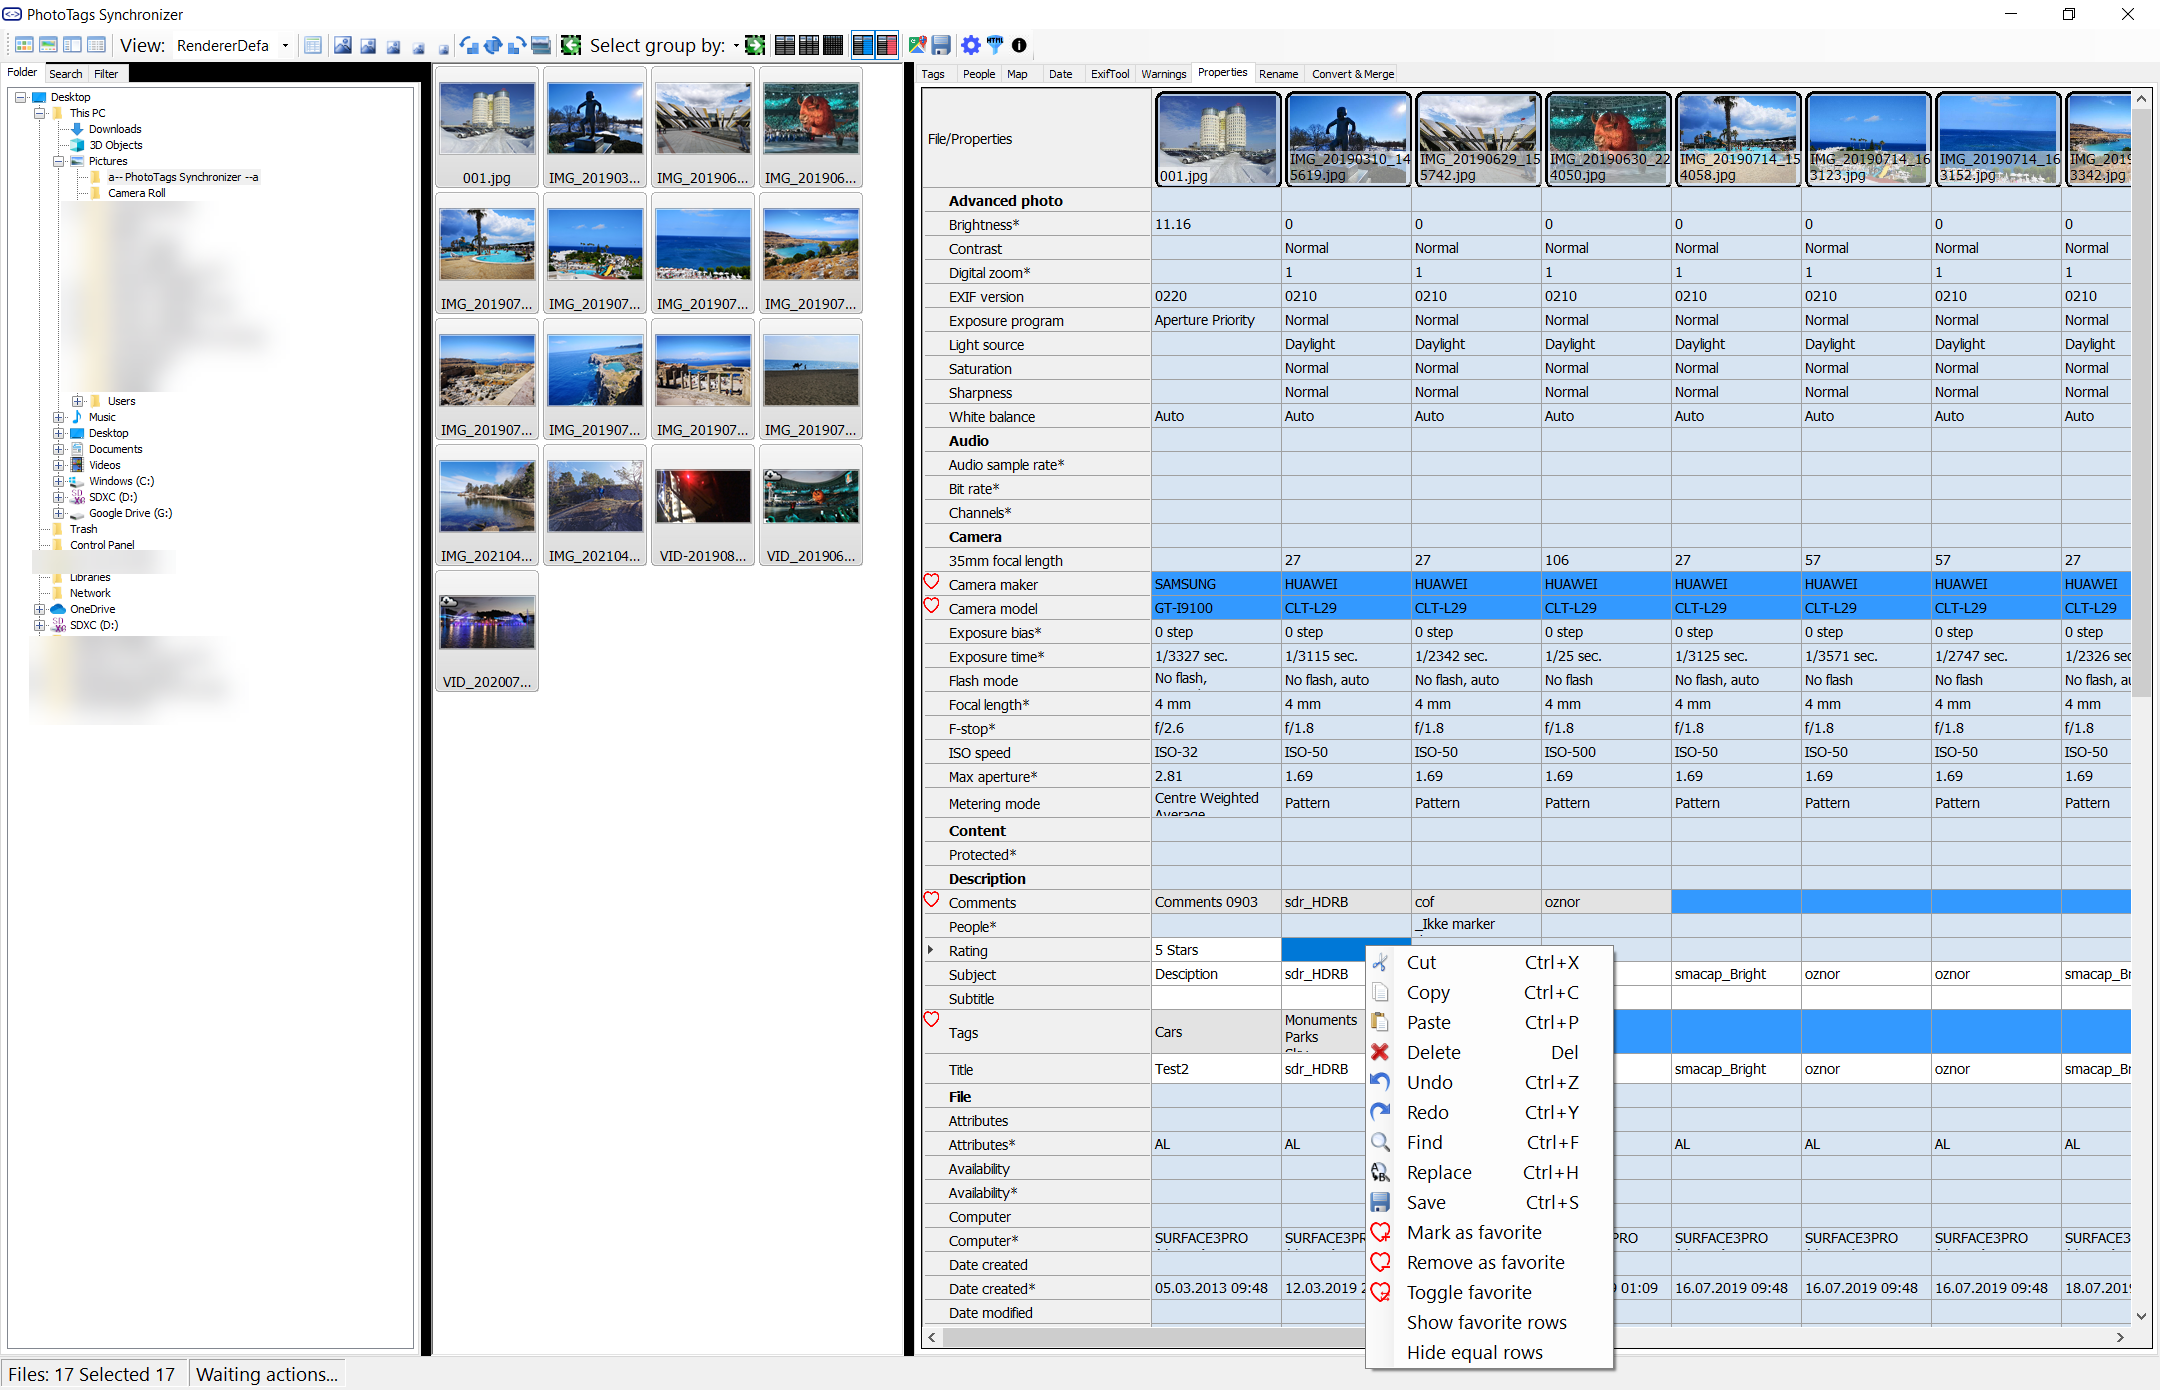 PhotoTags Synchronizer
View: RendererDefa
Select group by:
HTML
Folder Search Filter
Desktop
This PC
Downloads
3D Objects
Pictures
a-- PhotoTags Synchronizer --a
Camera Roll
Users
Music
Desktop
Documents
Videos
Windows (C:)
SDXC (D:)
Google Drive (G:)
Trash
Control Panel
Libraries
Network
OneDrive
SDXC (D:)
001.jpg IMG_201903... IMG_201906... IMG_201906...
IMG_201907... IMG_201907... IMG_201907... IMG_201907...
IMG_201907... IMG_201907... IMG_201907... IMG_201907...
IMG_202104... IMG_202104... VID-201908... VID_201906...
VID_202007...
Tags People Map Date ExifTool Warnings Properties Rename Convert & Merge
File/Properties
001.jpg
IMG_20190310_14
5619.jpg
IMG_20190629_15
5742.jpg
IMG_20190630_22
4050.jpg
IMG_20190714_15
4058.jpg
IMG_20190714_16
3123.jpg
IMG_20190714_16
3152.jpg
IMG_2019
3342.jpg
Advanced photo
Brightness* 11.16 0 0 0 0 0 0 0
Contrast Normal Normal Normal Normal Normal Normal Normal
Digital zoom* 1 1 1 1 1 1 1
EXIF version 0220 0210 0210 0210 0210 0210 0210 0210
Exposure program Aperture Priority Normal Normal Normal Normal Normal Normal Normal
Light source Daylight Daylight Daylight Daylight Daylight Daylight Daylight
Saturation Normal Normal Normal Normal Normal Normal Normal
Sharpness Normal Normal Normal Normal Normal Normal Normal
White balance Auto Auto Auto Auto Auto Auto Auto Auto
Audio
Audio sample rate*
Bit rate*
Channels*
Camera
35mm focal length 27 27 106 27 57 57 27
Camera maker SAMSUNG HUAWEI HUAWEI HUAWEI HUAWEI HUAWEI HUAWEI HUAWEI
Camera model GT-I9100 CLT-L29 CLT-L29 CLT-L29 CLT-L29 CLT-L29 CLT-L29 CLT-L29
Exposure bias* 0 step 0 step 0 step 0 step 0 step 0 step 0 step 0 step
Exposure time* 1/3327 sec. 1/3115 sec. 1/2342 sec. 1/25 sec. 1/3125 sec. 1/3571 sec. 1/2747 sec. 1/2326 sec
Flash mode No flash, No flash, auto No flash, auto No flash No flash, auto No flash No flash No flash, au
Focal length* 4 mm 4 mm 4 mm 4 mm 4 mm 4 mm 4 mm 4 mm
F-stop* f/2.6 f/1.8 f/1.8 f/1.8 f/1.8 f/1.8 f/1.8 f/1.8
ISO speed ISO-32 ISO-50 ISO-50 ISO-500 ISO-50 ISO-50 ISO-50 ISO-50
Max aperture* 2.81 1.69 1.69 1.69 1.69 1.69 1.69 1.69
Metering mode Centre Weighted Average Pattern Pattern Pattern Pattern Pattern Pattern Pattern
Content
Protected*
Description
Comments Comments 0903 sdr_HDRB cof oznor
People* _Ikke marker
Rating 5 Stars
Subject Desciption sdr_HDRB smacap_Bright oznor oznor smacap_Br
Subtitle
Tags Cars Monuments
Parks
Title Test2 sdr_HDRB smacap_Bright oznor oznor smacap_Br
File
Attributes
Attributes* AL AL AL AL AL AL
Availability
Availability*
Computer
Computer* SURFACE3PRO SURFACE3PR PRO SURFACE3PRO SURFACE3PRO SURFACE3PRO SURFACE3
Date created
Date created* 05.03.2013 09:48 12.03.2019 2 01:09 16.07.2019 09:48 16.07.2019 09:48 16.07.2019 09:48 18.07.2019
Date modified
Cut Ctrl+X
Copy Ctrl+C
Paste Ctrl+P
Delete Del
Undo Ctrl+Z
Redo Ctrl+Y
Find Ctrl+F
Replace Ctrl+H
Save Ctrl+S
Mark as favorite
Remove as favorite
Toggle favorite
Show favorite rows
Hide equal rows
Files: 17 Selected 17 Waiting actions...